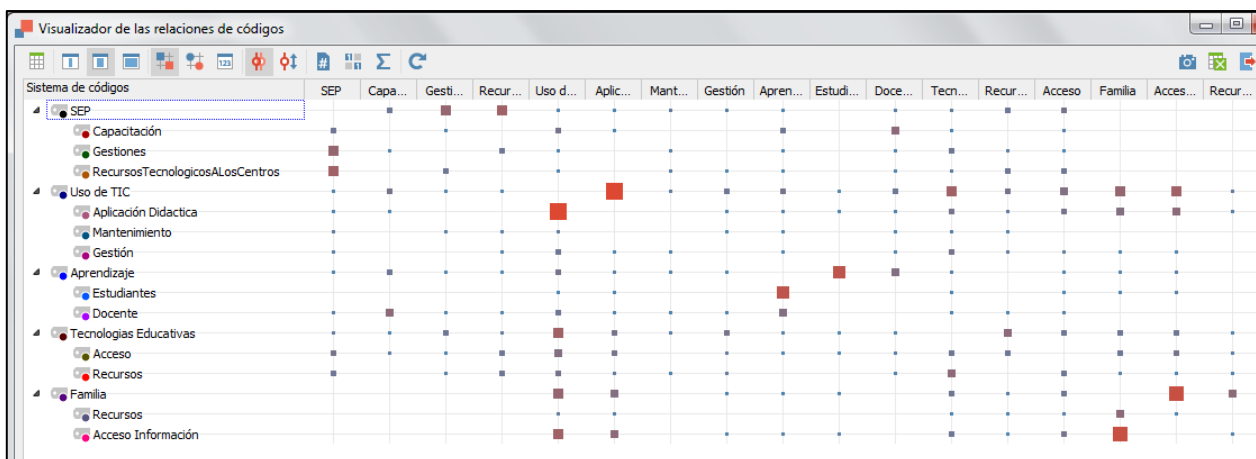 Visualizador de las relaciones de códigos
123
#
Σ
Sistema de códigos SEP Capa... Gesti... Recur... Uso d... Aplic... Mant... Gestión Apren... Estudi... Doce... Tecn... Recur... Acceso Familia Acces... Recur...
SEP
Capacitación
Gestiones
RecursosTecnologicosALosCentros
Uso de TIC
Aplicación Didactica
Mantenimiento
Gestión
Aprendizaje
Estudiantes
Docente
Tecnologias Educativas
Acceso
Recursos
Familia
Recursos
Acceso Información